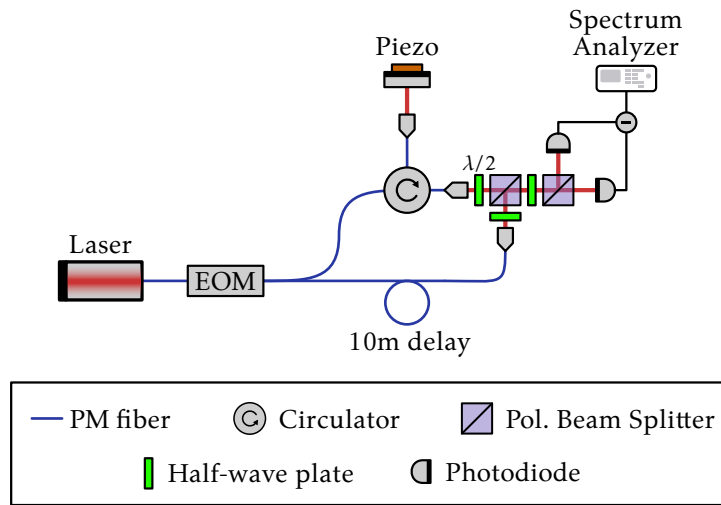 Spectrum
Analyzer
Piezo
λ/2
Laser
EOM
10m delay
PM fiber
Circulator
Pol. Beam Splitter
Half-wave plate
Photodiode